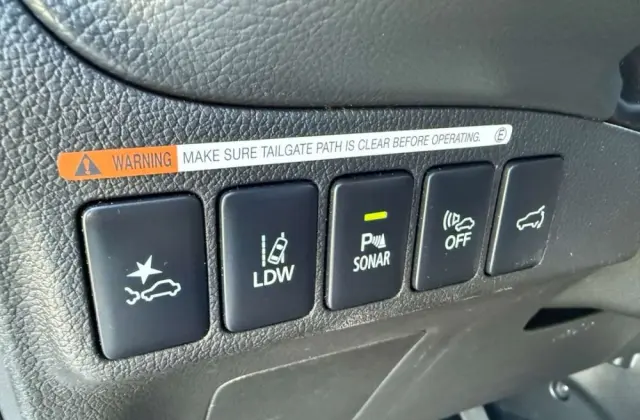 WARNING MAKE SURE TAILGATE PATH IS CLEAR BEFORE OPERATING. E
LDW
P
SONAR
OFF